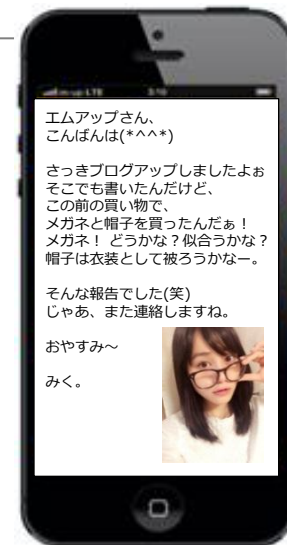 エムアップさん、
こんばんは(*^^*)
さっきブログアップしましたよぉ
そこでも書いたんだけど、
この前の買い物で、
メガネと帽子を買ったんだぁ！
メガネ！ どうかな？似合うかな？
帽子は衣装として被ろうかなー。
そんな報告でした(笑)
じゃあ、また連絡しますね。
おやすみ～
みく。